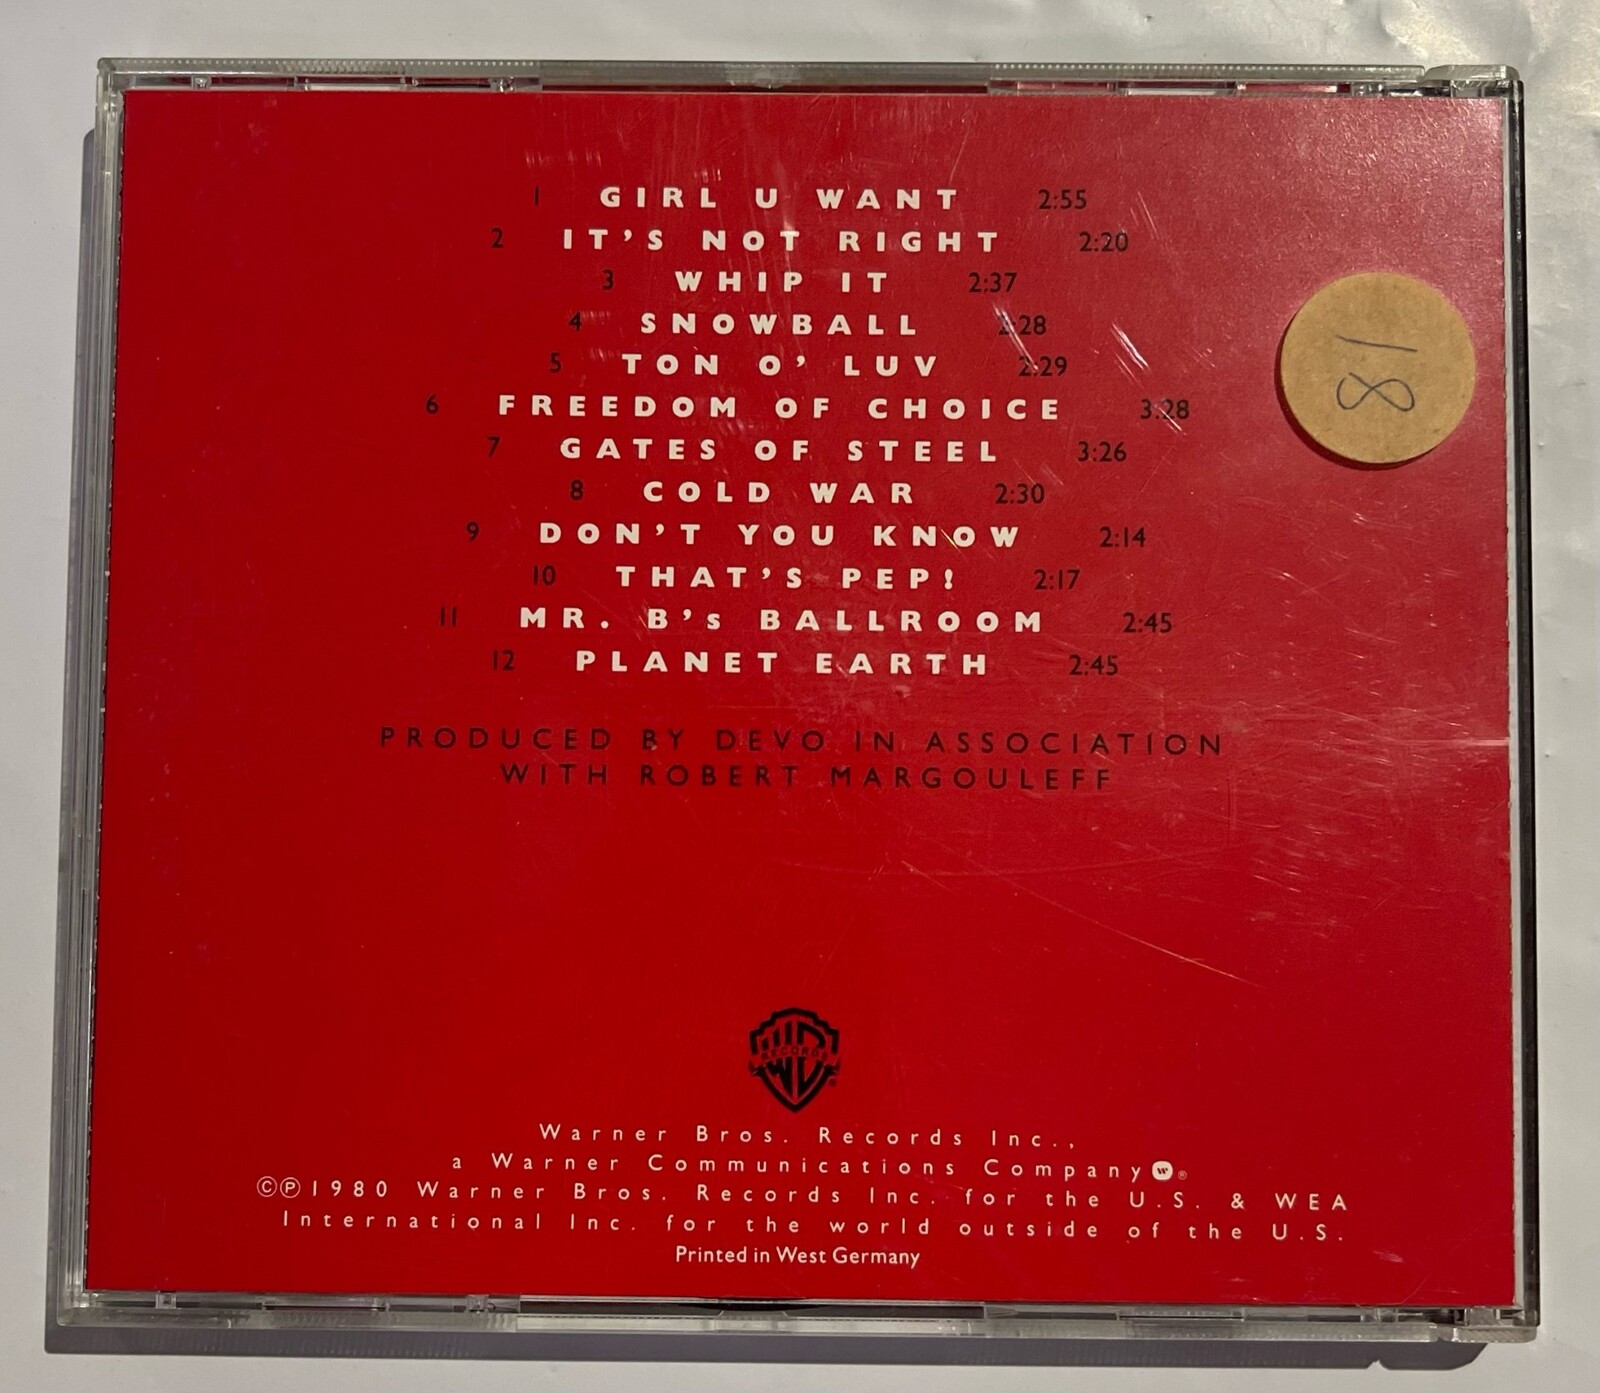 1 GIRL U WANT 2:55
2 IT'S NOT RIGHT 2:20
3 WHIP IT 2:37
4 SNOWBALL 2:28
5 TON O' LUV 2:29
6 FREEDOM OF CHOICE 3:28
7 GATES OF STEEL 3:26
8 COLD WAR 2:30
9 DON'T YOU KNOW 2:14
10 THAT'S PEP! 2:17
11 MR. B's BALLROOM 2:45
12 PLANET EARTH 2:45
18
PRODUCED BY DEVO IN ASSOCIATION
WITH ROBERT MARGOULEFF
WB RECORDS ®
Warner Bros. Records Inc.,
a Warner Communications Company w ®
©℗1980 Warner Bros. Records Inc. for the U.S. & WEA
International Inc. for the world outside of the U.S.
Printed in West Germany